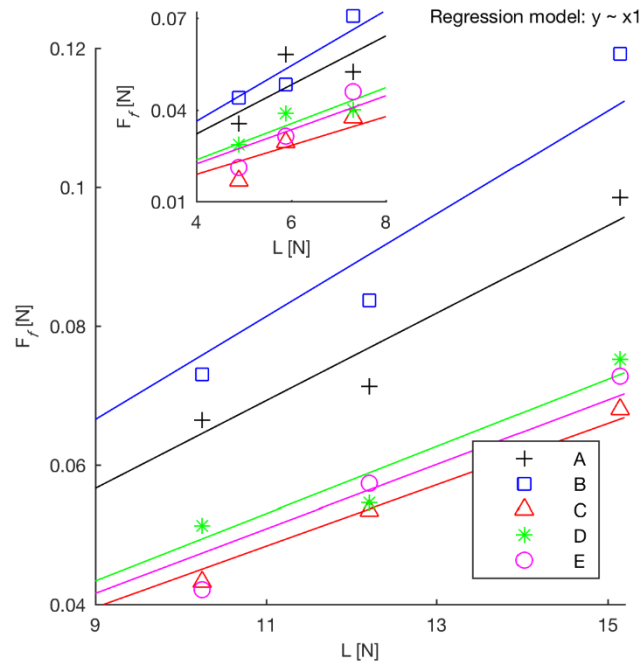 Regression model: y ~ x1
0.07
0.04
0.01
F_f [N]
4
6
8
L [N]
0.12
0.1
0.08
0.06
0.04
F_f [N]
A
B
C
D
E
9
11
13
15
L [N]